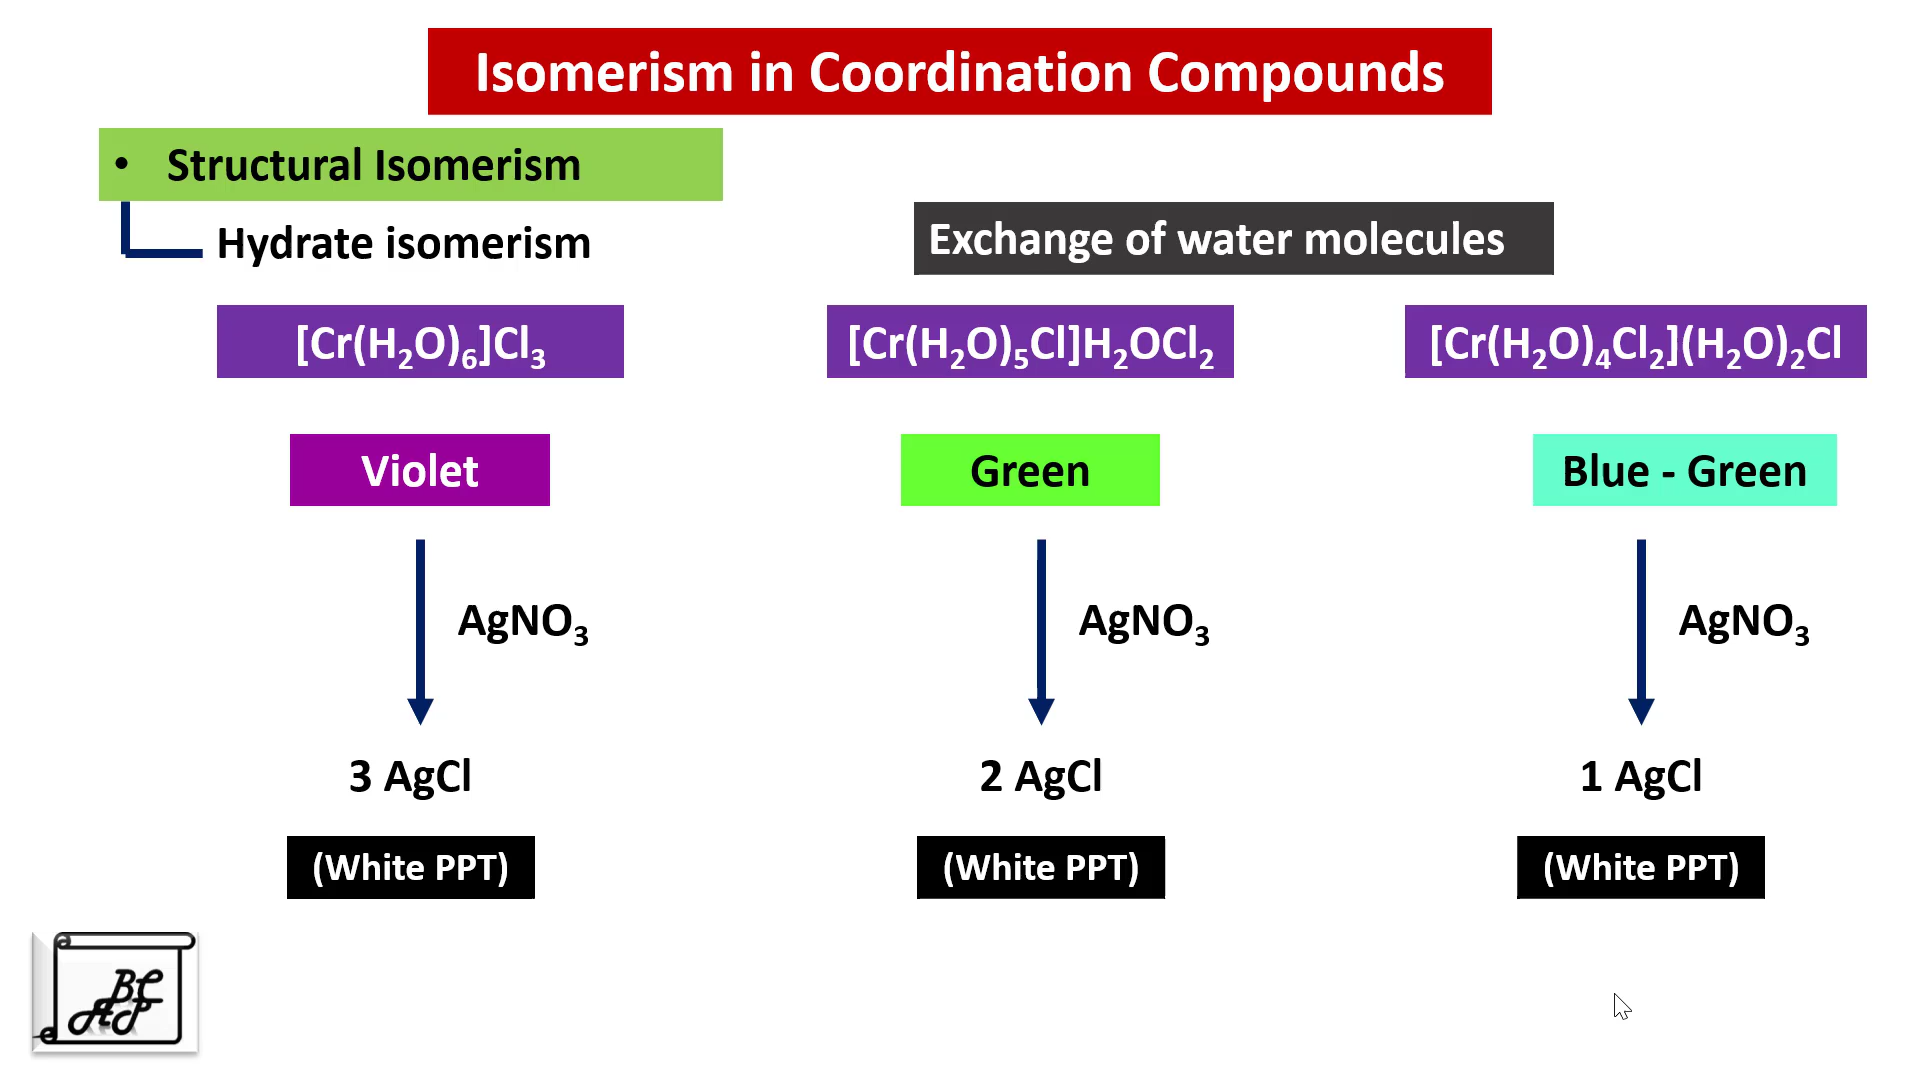 Isomerism in Coordination Compounds
• Structural Isomerism
Hydrate isomerism
Exchange of water molecules
[Cr(H₂O)₆]Cl₃
[Cr(H₂O)₅Cl]H₂OCl₂
[Cr(H₂O)₄Cl₂](H₂O)₂Cl
Violet
Green
Blue - Green
AgNO₃
AgNO₃
AgNO₃
3 AgCl
2 AgCl
1 AgCl
(White PPT)
(White PPT)
(White PPT)